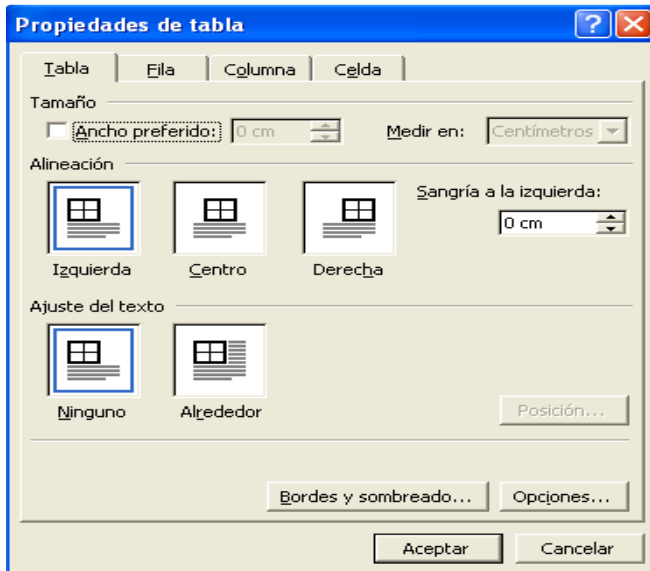 Propiedades de tabla
Tabla Fila Columna Celda
Tamaño
Ancho preferido: 0 cm Medir en: Centímetros
Alineación
Sangría a la izquierda:
0 cm
Izquierda Centro Derecha
Ajuste del texto
Ninguno Alrededor
Posición...
Bordes y sombreado... Opciones...
Aceptar Cancelar